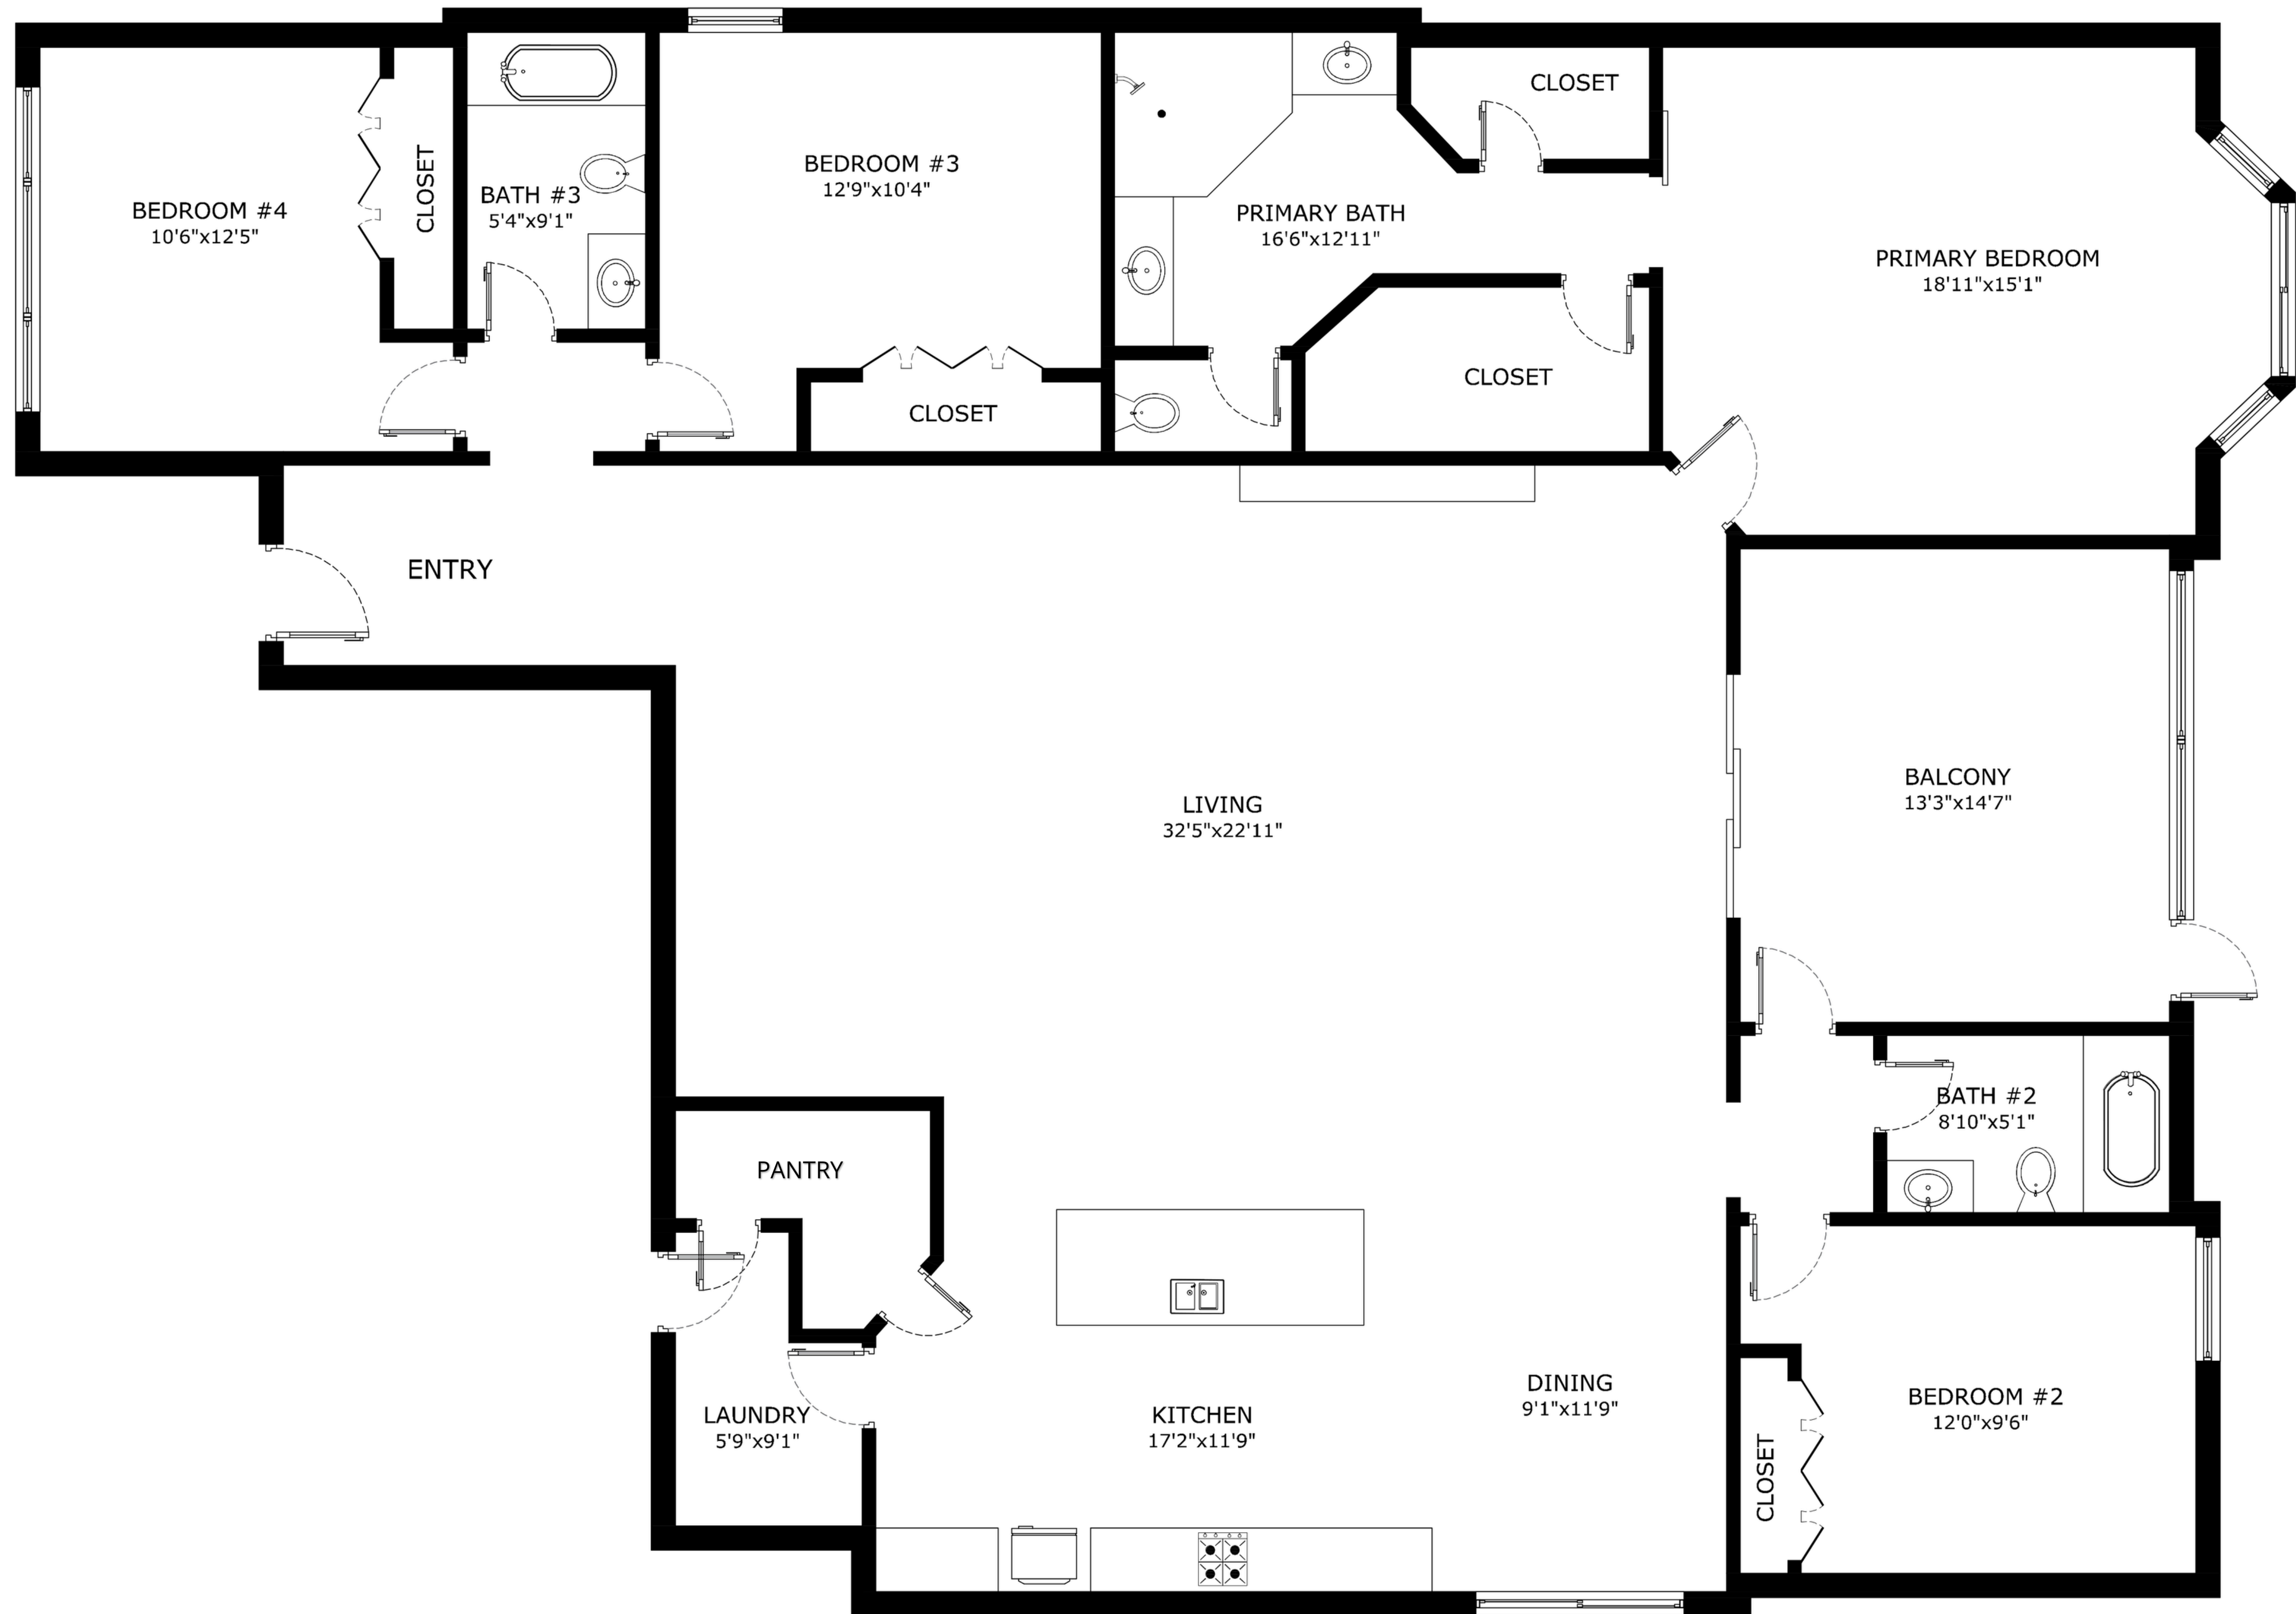 CLOSET
BEDROOM #3
12'9"x10'4"
BEDROOM #4
10'6"x12'5"
CLOSET
BATH #3
5'4"x9'1"
PRIMARY BATH
16'6"x12'11"
PRIMARY BEDROOM
18'11"x15'1"
CLOSET
CLOSET
ENTRY
LIVING
32'5"x22'11"
BALCONY
13'3"x14'7"
BATH #2
8'10"x5'1"
PANTRY
LAUNDRY
5'9"x9'1"
KITCHEN
17'2"x11'9"
DINING
9'1"x11'9"
BEDROOM #2
12'0"x9'6"
CLOSET